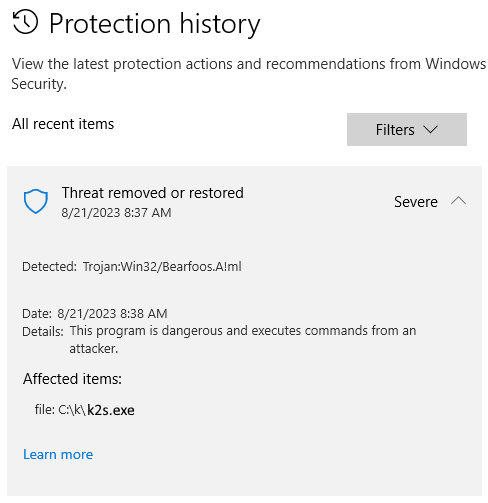 Protection history
View the latest protection actions and recommendations from Windows
Security.
All recent items
Filters
Threat removed or restored
8/21/2023 8:37 AM
Severe
Detected: Trojan:Win32/Bearfoos.A!ml
Date: 8/21/2023 8:38 AM
Details: This program is dangerous and executes commands from an
attacker.
Affected items:
file: C:\k\k2s.exe
Learn more